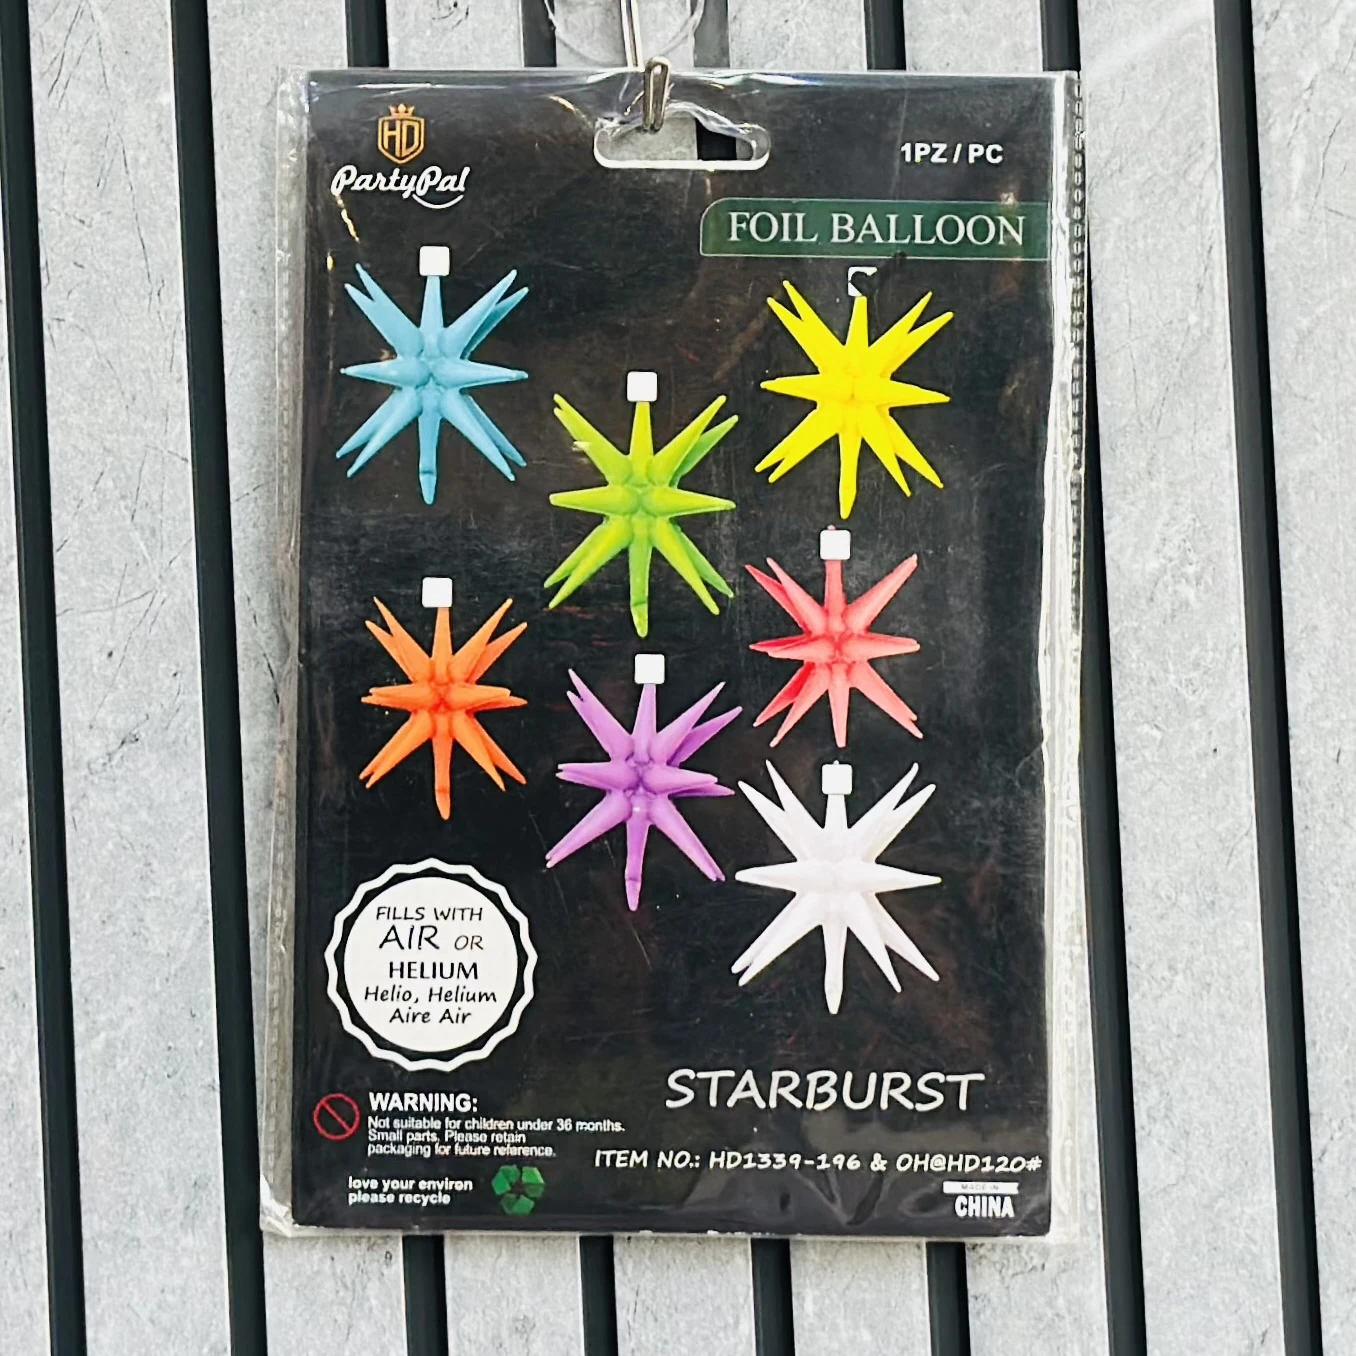 HD
PartyPal
1PZ / PC
FOIL BALLOON
FILLS WITH
AIR OR
HELIUM
Helio, Helium
Aire Air
STARBURST
WARNING:
Not suitable for children under 36 months.
Small parts. Please retain
packaging for future reference.
ITEM NO.: HD1339-196 & OH@HD120#
love your environ
please recycle
MADE IN
CHINA